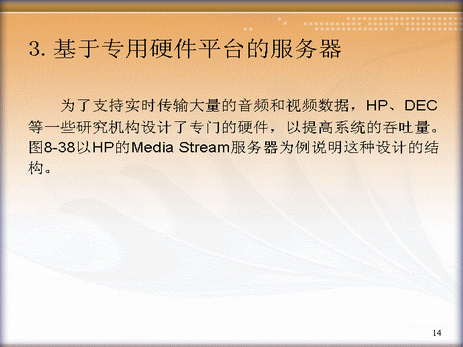 3. 基于专用硬件平台的服务器
为了支持实时传输大量的音频和视频数据，HP、DEC
等一些研究机构设计了专门的硬件，以提高系统的吞吐量。
图8-38以HP的Media Stream服务器为例说明这种设计的结
构。
14